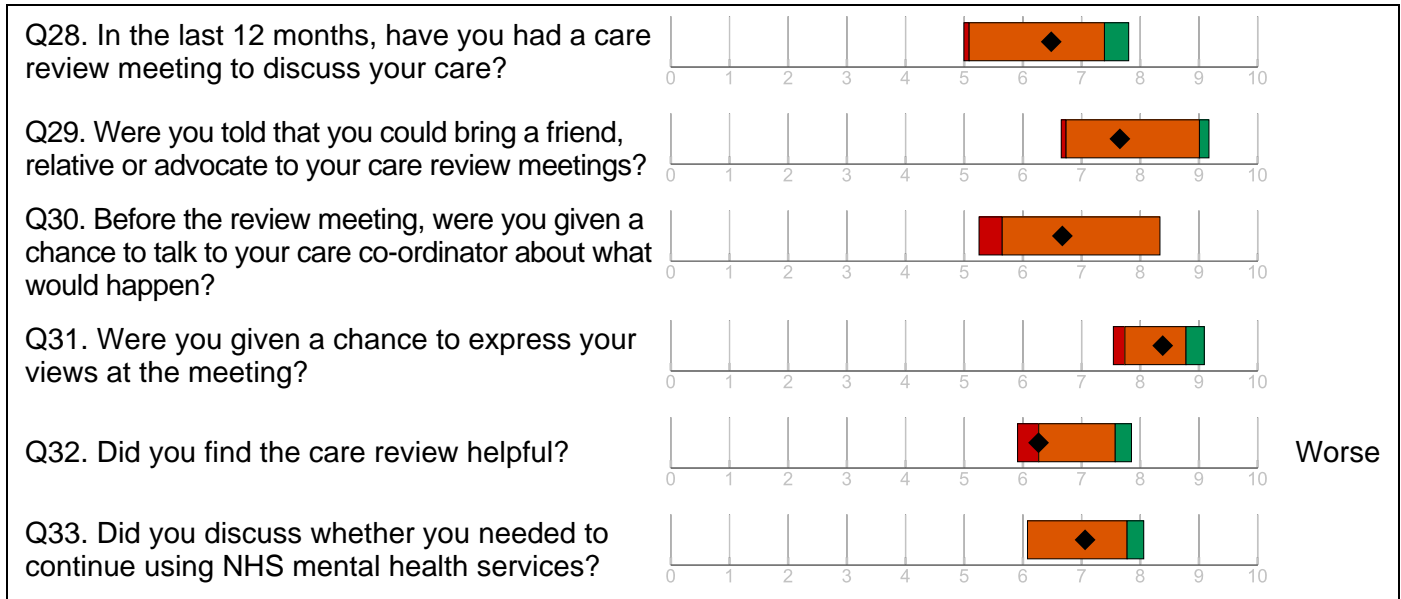 Q28. In the last 12 months, have you had a care
review meeting to discuss your care?
0 1 2 3 4 5 6 7 8 9 10
Q29. Were you told that you could bring a friend,
relative or advocate to your care review meetings?
0 1 2 3 4 5 6 7 8 9 10
Q30. Before the review meeting, were you given a
chance to talk to your care co-ordinator about what
would happen?
0 1 2 3 4 5 6 7 8 9 10
Q31. Were you given a chance to express your
views at the meeting?
0 1 2 3 4 5 6 7 8 9 10
Q32. Did you find the care review helpful?
Worse
0 1 2 3 4 5 6 7 8 9 10
Q33. Did you discuss whether you needed to
continue using NHS mental health services?
0 1 2 3 4 5 6 7 8 9 10